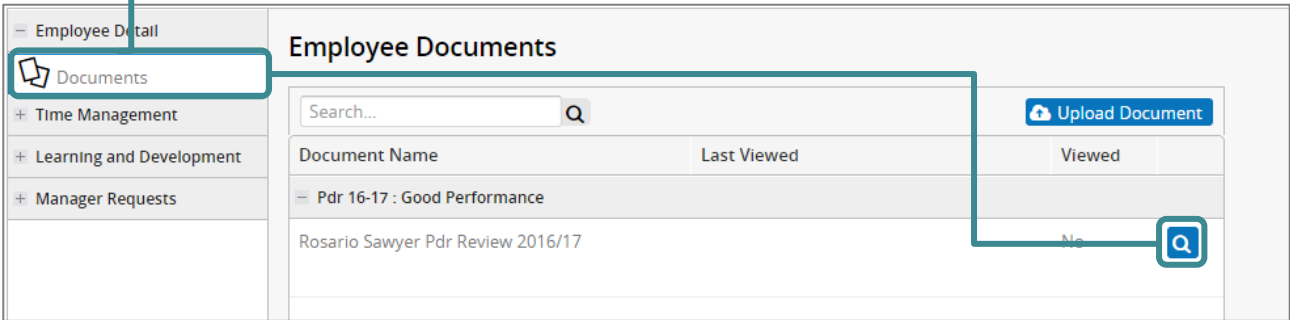 Employee Detail
Documents
Time Management
Learning and Development
Manager Requests
Employee Documents
Search...
Upload Document
Document Name Last Viewed Viewed
Pdr 16-17 : Good Performance
Rosario Sawyer Pdr Review 2016/17 No